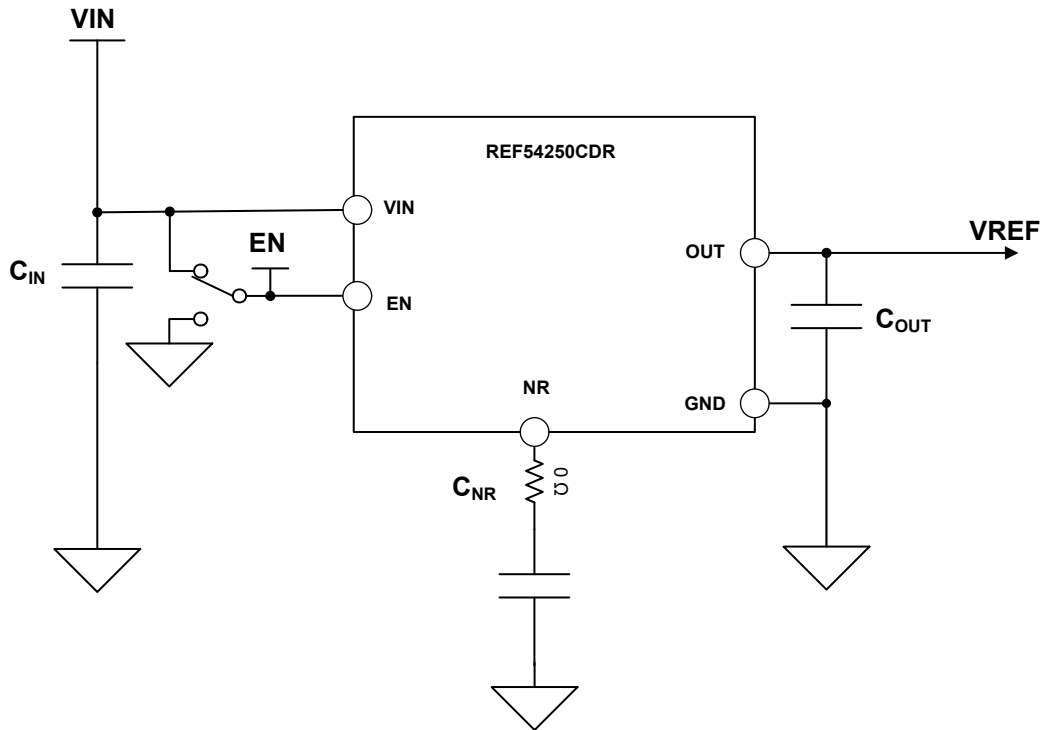 VIN
REF54250CDR
VIN
EN
OUT
VREF
C_IN
EN
C_OUT
NR
GND
C_NR
0 Ω